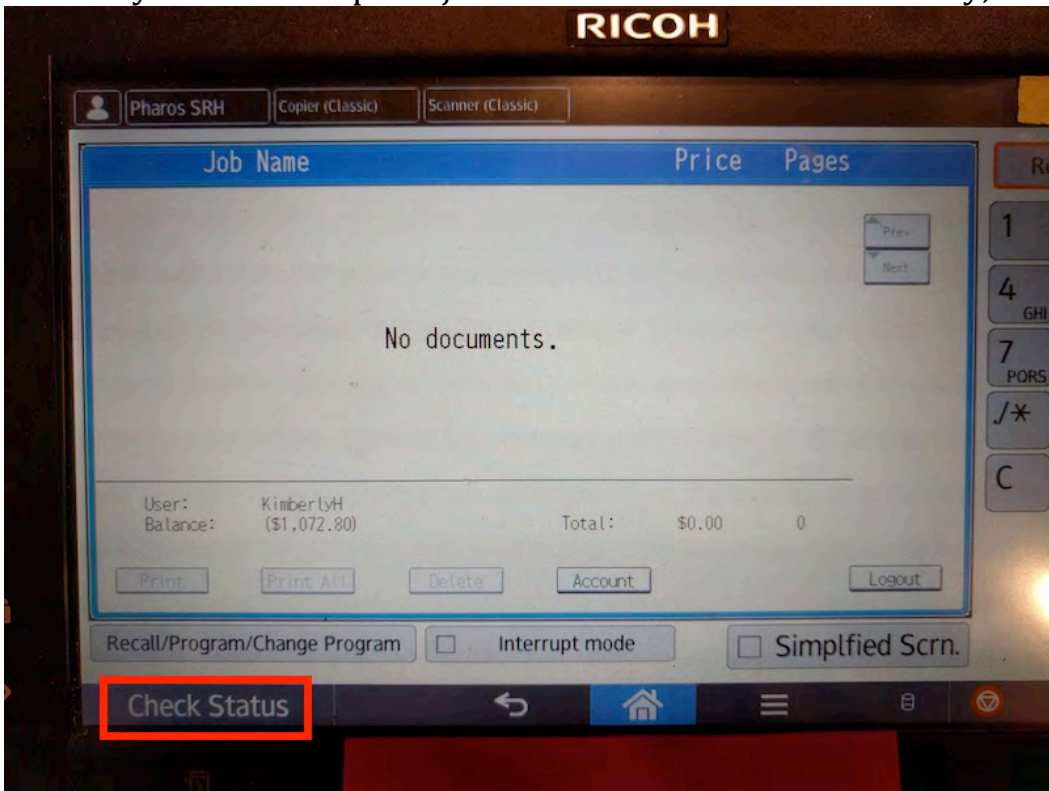 RICOH
Pharos SRH Copier (Classic) Scanner (Classic)
Job Name Price Pages
Prev
1
Next
4
GHI
No documents.
7
PQRS
./*
C
User: KimberlyH
Balance: ($1,072.80) Total: $0.00 0
Print Print All Delete Account Logout
Recall/Program/Change Program Interrupt mode Simplfied Scrn.
Check Status